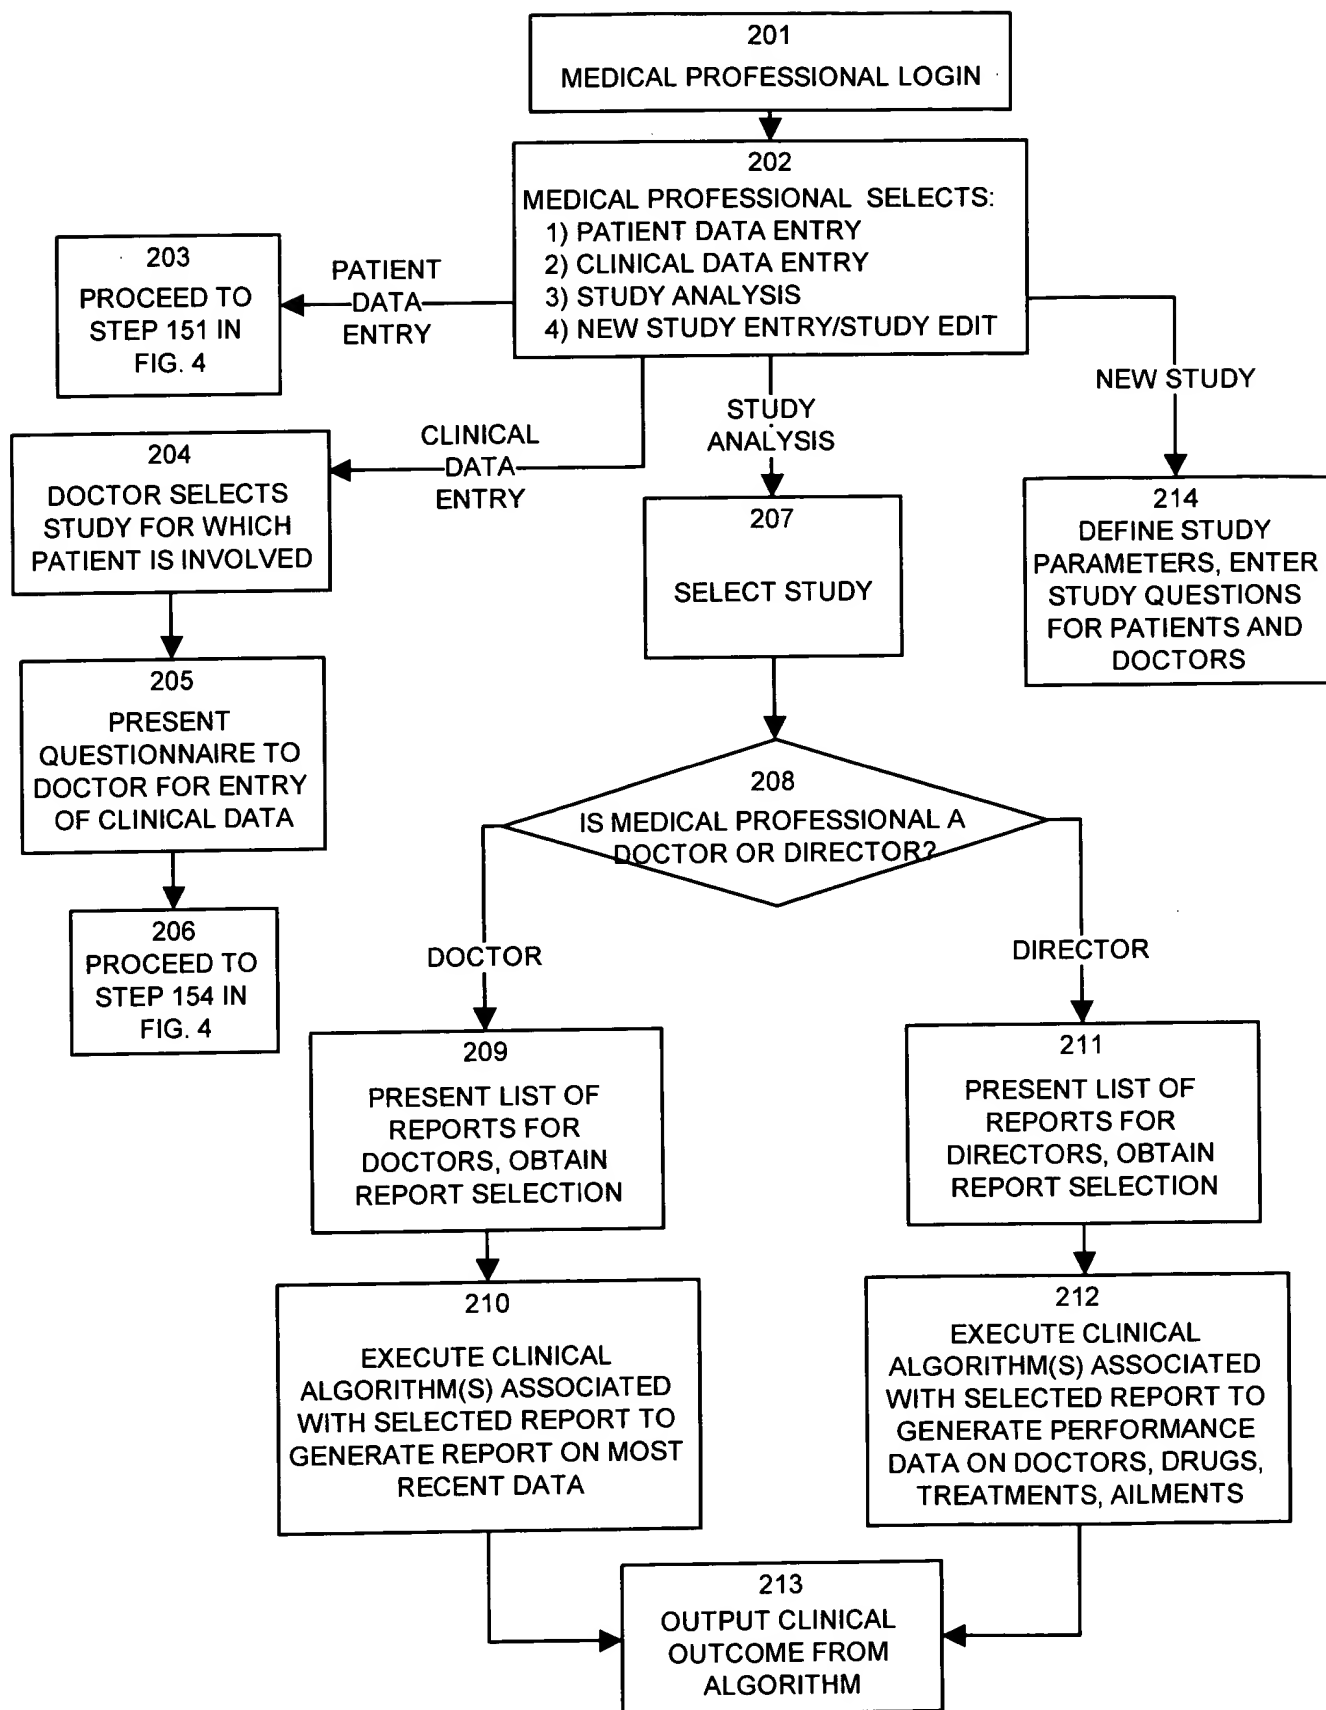 201
MEDICAL PROFESSIONAL LOGIN
202
MEDICAL PROFESSIONAL SELECTS:
1) PATIENT DATA ENTRY
2) CLINICAL DATA ENTRY
3) STUDY ANALYSIS
4) NEW STUDY ENTRY/STUDY EDIT
PATIENT
DATA
ENTRY
203
PROCEED TO
STEP 151 IN
FIG. 4
CLINICAL
DATA
ENTRY
STUDY
ANALYSIS
NEW STUDY
204
DOCTOR SELECTS
STUDY FOR WHICH
PATIENT IS INVOLVED
205
PRESENT
QUESTIONNAIRE TO
DOCTOR FOR ENTRY
OF CLINICAL DATA
206
PROCEED TO
STEP 154 IN
FIG. 4
207
SELECT STUDY
214
DEFINE STUDY
PARAMETERS, ENTER
STUDY QUESTIONS
FOR PATIENTS AND
DOCTORS
208
IS MEDICAL PROFESSIONAL A
DOCTOR OR DIRECTOR?
DOCTOR
DIRECTOR
209
PRESENT LIST OF
REPORTS FOR
DOCTORS, OBTAIN
REPORT SELECTION
211
PRESENT LIST OF
REPORTS FOR
DIRECTORS, OBTAIN
REPORT SELECTION
210
EXECUTE CLINICAL
ALGORITHM(S) ASSOCIATED
WITH SELECTED REPORT TO
GENERATE REPORT ON MOST
RECENT DATA
212
EXECUTE CLINICAL
ALGORITHM(S) ASSOCIATED
WITH SELECTED REPORT TO
GENERATE PERFORMANCE
DATA ON DOCTORS, DRUGS,
TREATMENTS, AILMENTS
213
OUTPUT CLINICAL
OUTCOME FROM
ALGORITHM